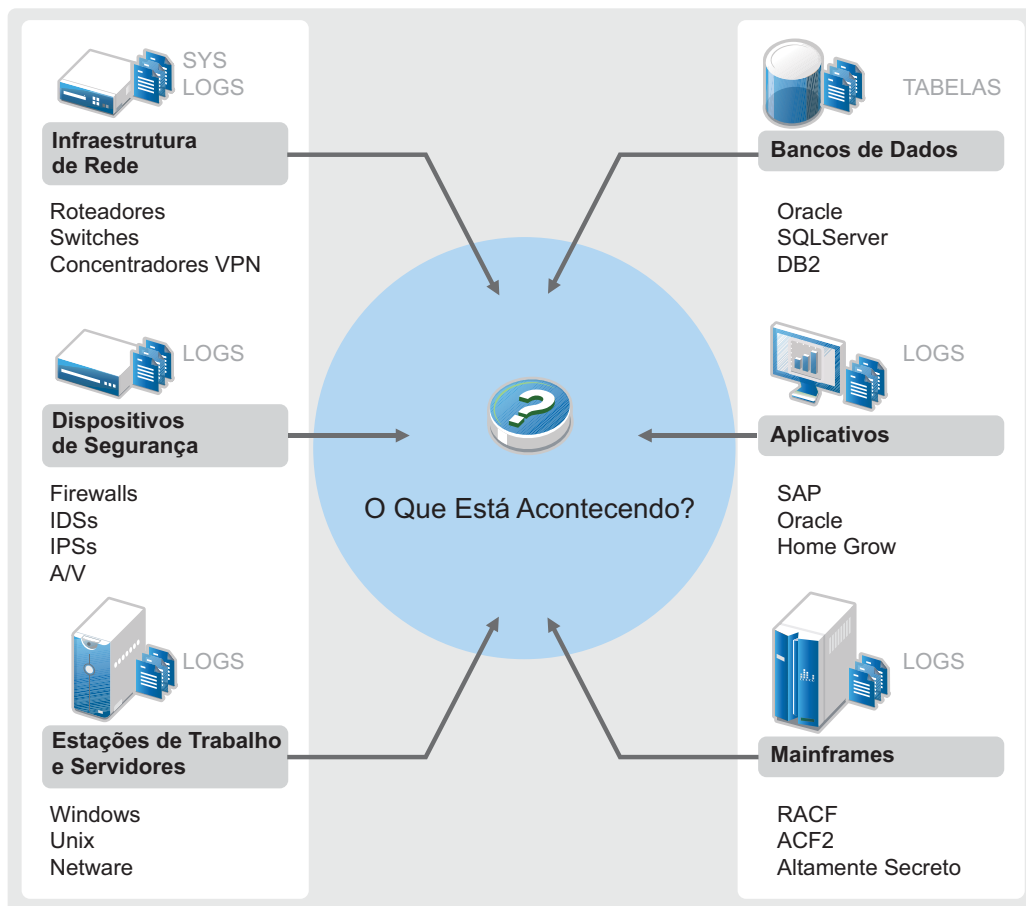 SYS
LOGS
Infraestrutura
de Rede
Roteadores
Switches
Concentradores VPN
LOGS
Dispositivos
de Segurança
Firewalls
IDSs
IPSs
A/V
LOGS
Estações de Trabalho
e Servidores
Windows
Unix
Netware
?
O Que Está Acontecendo?
TABELAS
Bancos de Dados
Oracle
SQLServer
DB2
LOGS
Aplicativos
SAP
Oracle
Home Grow
LOGS
Mainframes
RACF
ACF2
Altamente Secreto